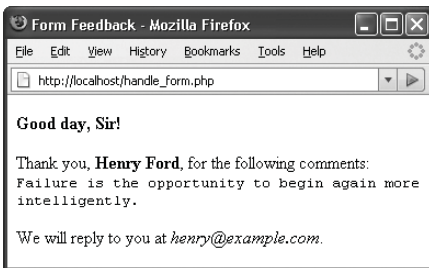 Form Feedback - Mozilla Firefox
File Edit View History Bookmarks Tools Help
http://localhost/handle_form.php
Good day, Sir!
Thank you, Henry Ford, for the following comments:
Failure is the opportunity to begin again more
intelligently.
We will reply to you at henry@example.com.